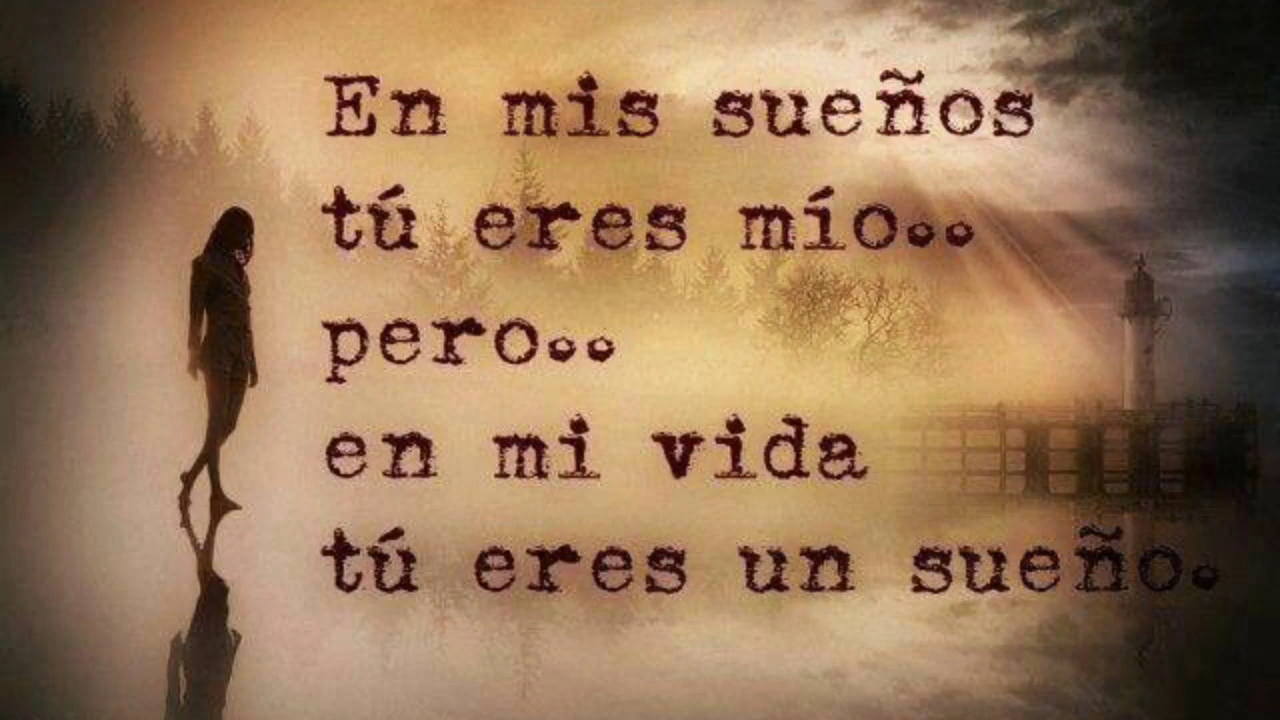 En mis sueños
tú eres mío..
pero..
en mi vida
tú eres un sueño.